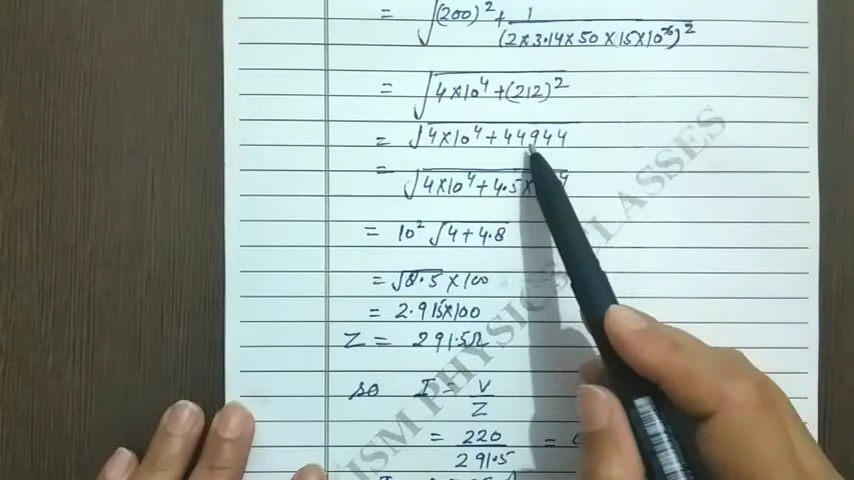 = √(200)² + 1/(2×3.14×50×15×10⁻⁶)²
= √4×10⁴ + (212)²
= √4×10⁴ + 44944
= √4×10⁴ + 4.5×10⁴
= 10² √4 + 4.8
= √8.5 × 100
= 2.915×100
Z = 291.5Ω
so I = V/Z
= 220/291.5 =
ISM PHYSICS CLASSES